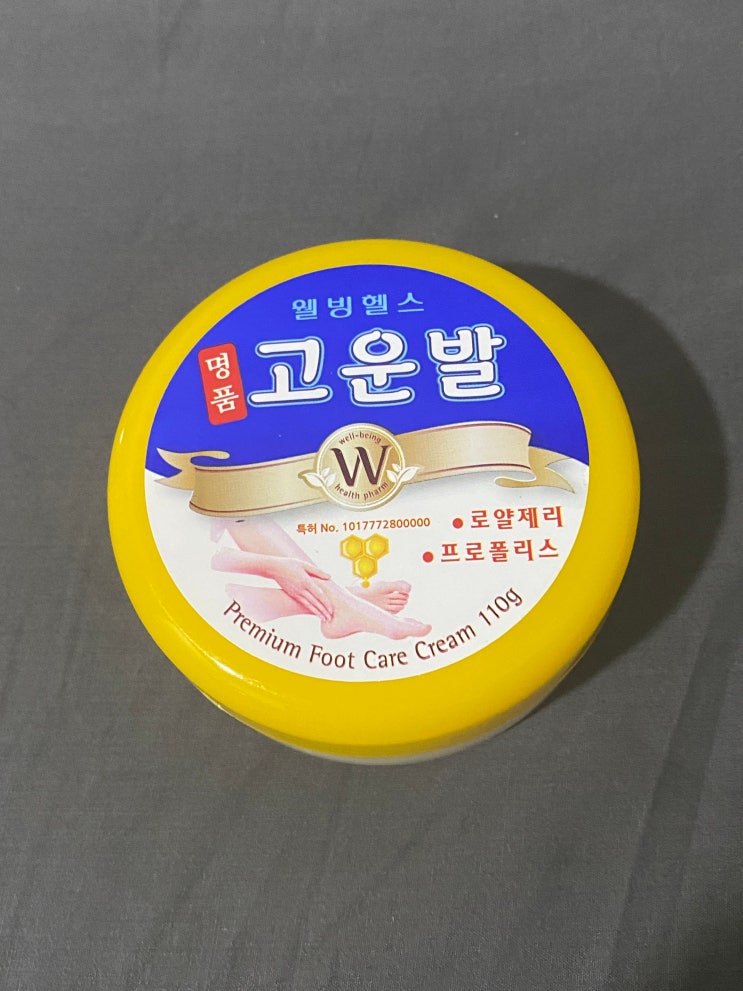 웰빙헬스
명품
고운발
well-being
W
health pharm
특허 No. 1017772800000
• 로얄제리
• 프로폴리스
Premium Foot Care Cream 110g